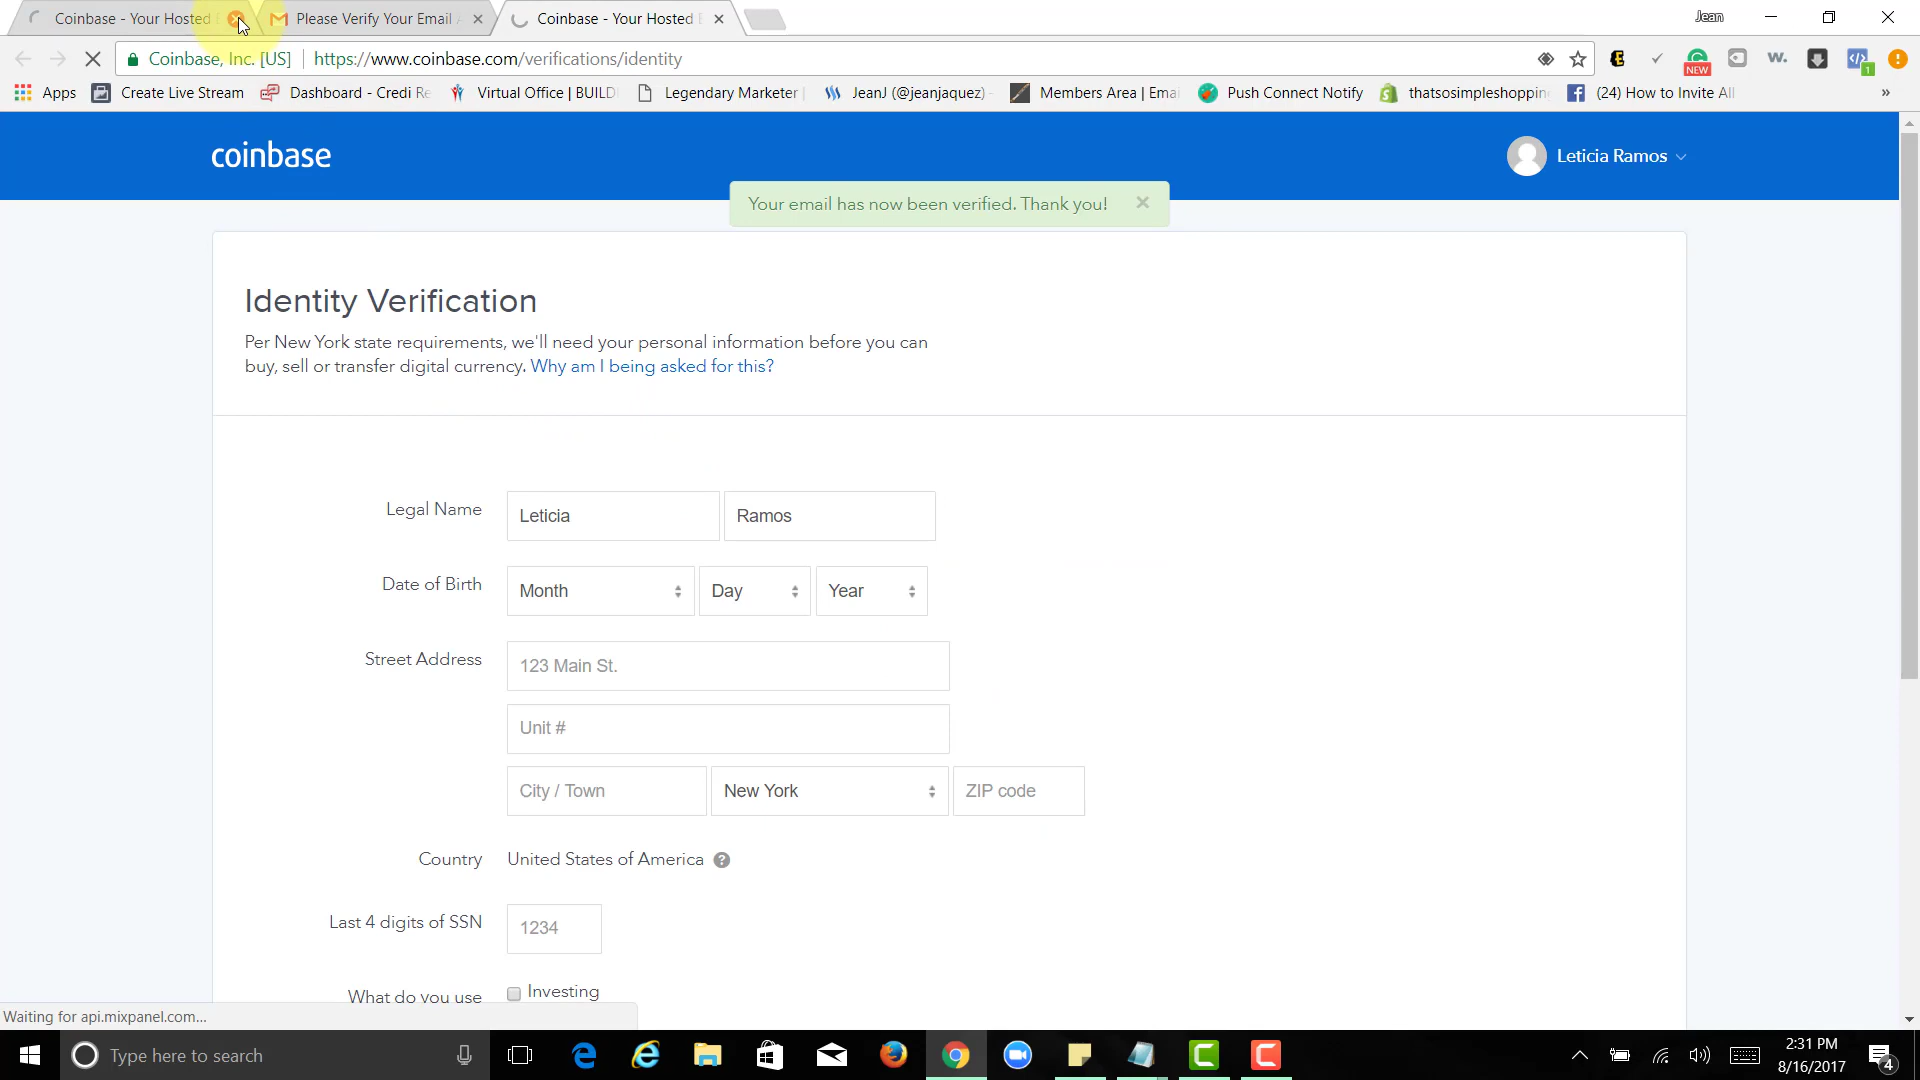 Coinbase - Your Hosted
Please Verify Your Email
Coinbase - Your Hosted
Jean
Coinbase, Inc. [US]
https://www.coinbase.com/verifications/identity
NEW
w.
1
Apps
Create Live Stream
Dashboard - Credi Re
Virtual Office | BUILD
Legendary Marketer
JeanJ (@jeanjaquez) -
Members Area | Emai
Push Connect Notify
thatsosimpleshoppin
(24) How to Invite All
»
coinbase
Leticia Ramos
Your email has now been verified. Thank you!
Identity Verification
Per New York state requirements, we'll need your personal information before you can
buy, sell or transfer digital currency. Why am I being asked for this?
Legal Name
Leticia
Ramos
Date of Birth
Month
Day
Year
Street Address
123 Main St.
Unit #
City / Town
New York
ZIP code
Country
United States of America
Last 4 digits of SSN
1234
What do you use
Investing
Waiting for api.mixpanel.com...
Type here to search
2:31 PM
8/16/2017
4